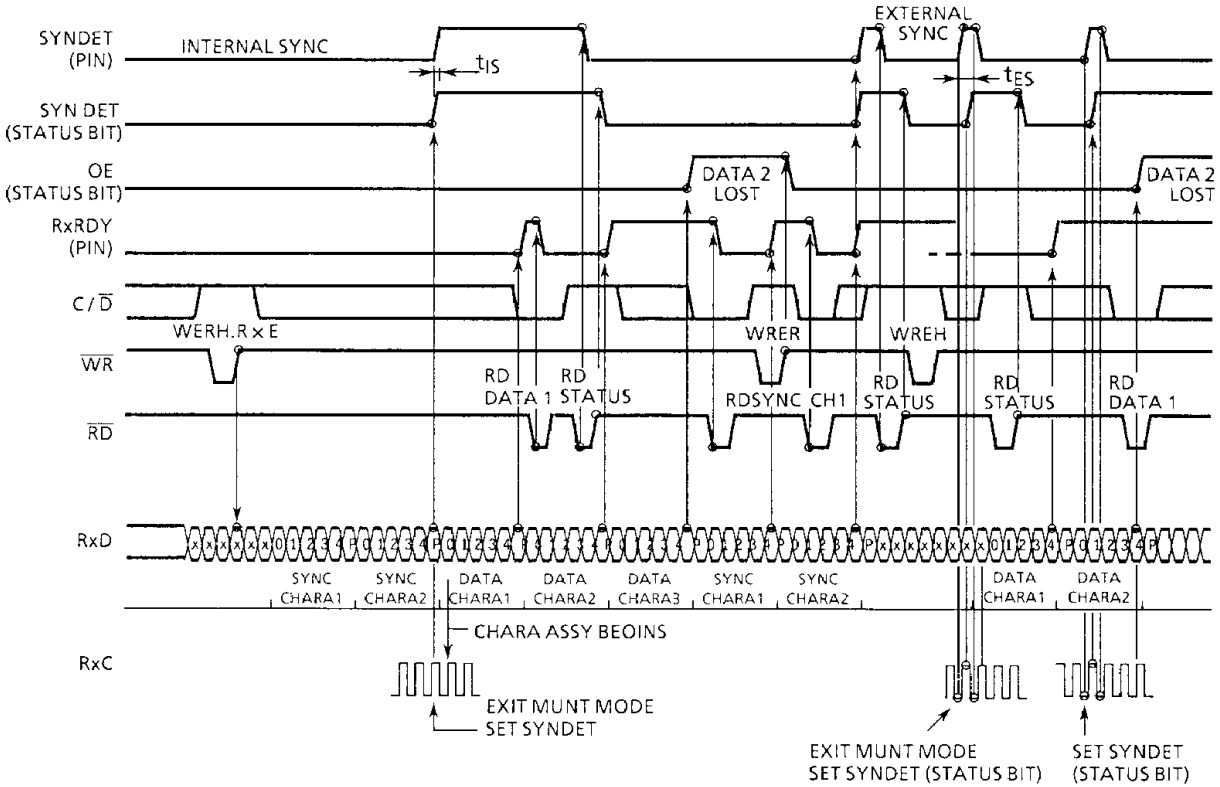 SYNDET
(PIN)
INTERNAL SYNC
EXTERNAL
SYNC
tIS
tES
SYN DET
(STATUS BIT)
OE
(STATUS BIT)
DATA 2
LOST
DATA 2
LOST
RxRDY
(PIN)
C/D
WERH.RxE
WRER
WREH
WR
RD
DATA 1
RD
STATUS
RDSYNC CH1
RD
STATUS
RD
STATUS
RD
DATA 1
RD
RxD
SYNC
CHARA1
SYNC
CHARA2
DATA
CHARA1
DATA
CHARA2
DATA
CHARA3
SYNC
CHARA1
SYNC
CHARA2
DATA
CHARA1
DATA
CHARA2
CHARA ASSY BEOINS
RxC
EXIT MUNT MODE
SET SYNDET
EXIT MUNT MODE
SET SYNDET (STATUS BIT)
SET SYNDET
(STATUS BIT)